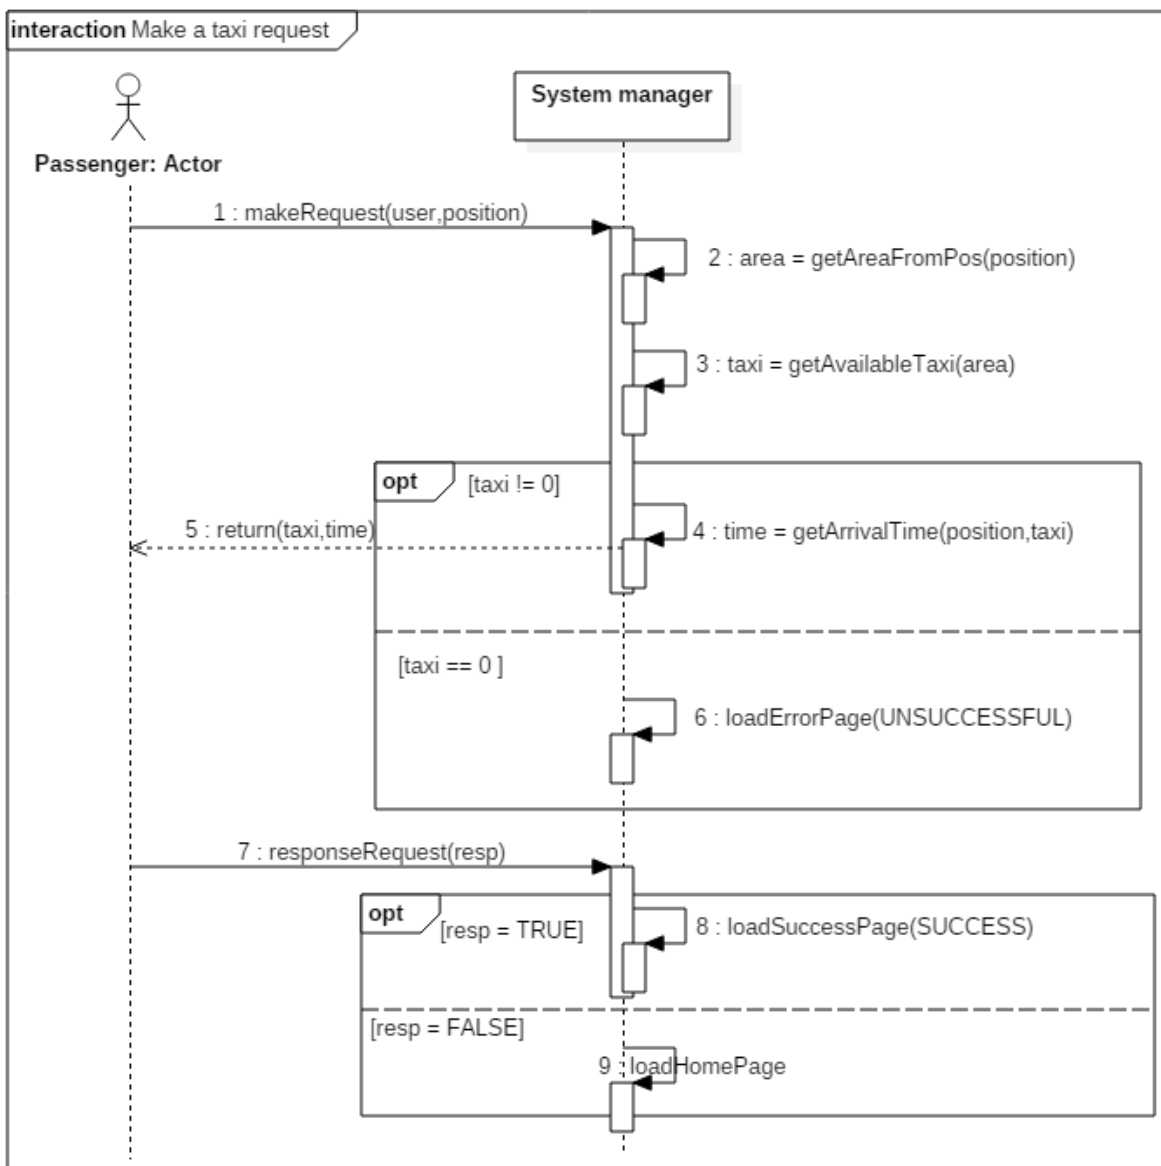 interaction Make a taxi request
System manager
Passenger: Actor
1 : makeRequest(user,position)
2 : area = getAreaFromPos(position)
3 : taxi = getAvailableTaxi(area)
opt
[taxi != 0]
5 : return(taxi,time)
4 : time = getArrivalTime(position,taxi)
[taxi == 0 ]
6 : loadErrorPage(UNSUCCESSFUL)
7 : responseRequest(resp)
opt
[resp = TRUE]
8 : loadSuccessPage(SUCCESS)
[resp = FALSE]
9 : loadHomePage